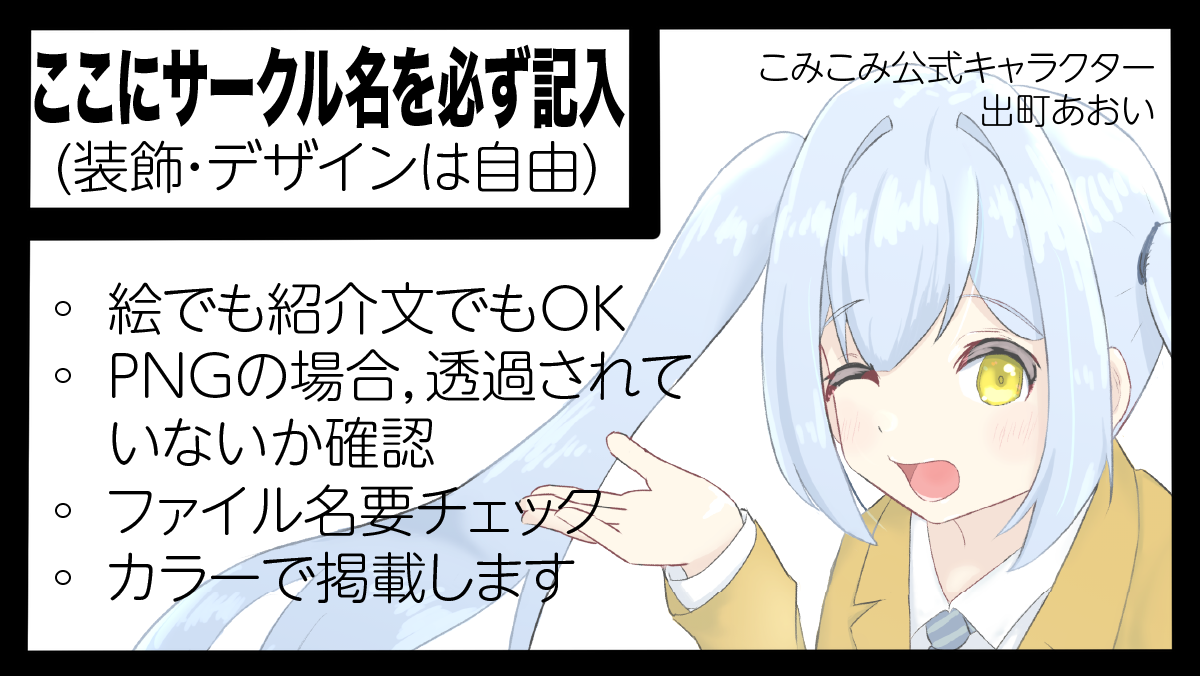 ここにサークル名を必ず記入
(装飾・デザインは自由)
こみこみ公式キャラクター
出町あおい
◦ 絵でも紹介文でもOK
◦ PNGの場合,透過されて
いないか確認
◦ ファイル名要チェック
◦ カラーで掲載します